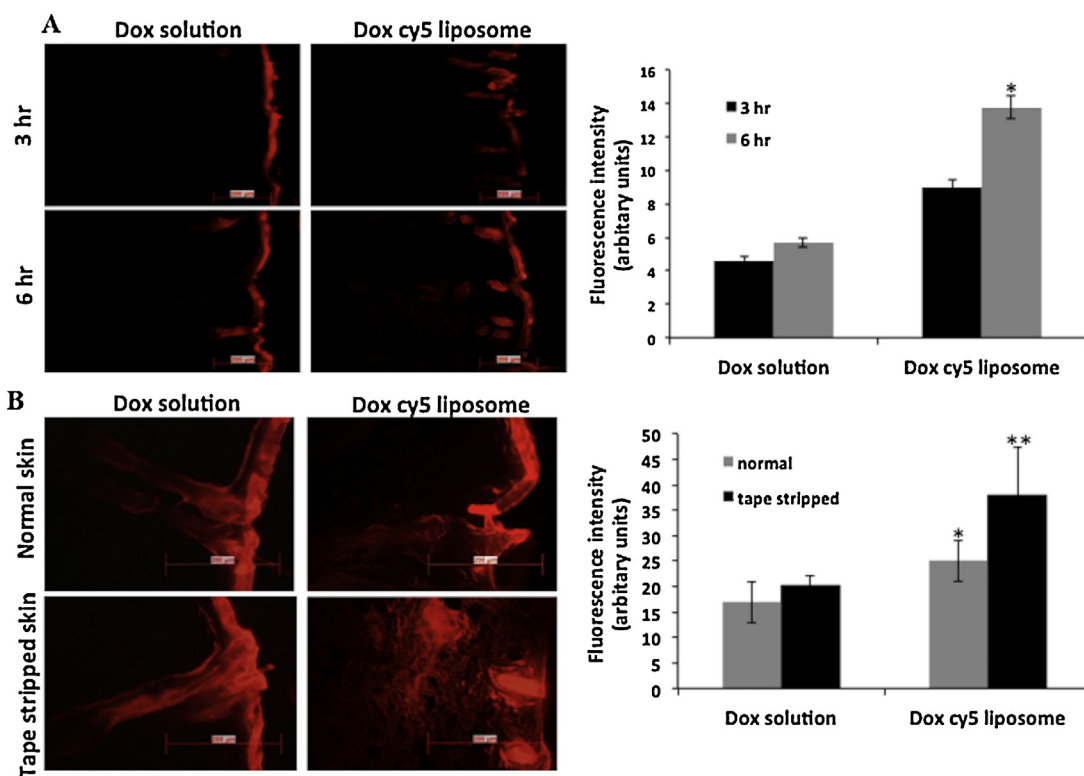 A
Dox solution
Dox cy5 liposome
3 hr
6 hr
Fluorescence intensity
(arbitary units)
16
14
12
10
8
6
4
2
0
3 hr
6 hr
*
Dox solution
Dox cy5 liposome
B
Dox solution
Dox cy5 liposome
Normal skin
Tape stripped skin
Fluorescence intensity
(arbitrary units)
50
45
40
35
30
25
20
15
10
5
0
normal
tape stripped
*
**
Dox solution
Dox cy5 liposome